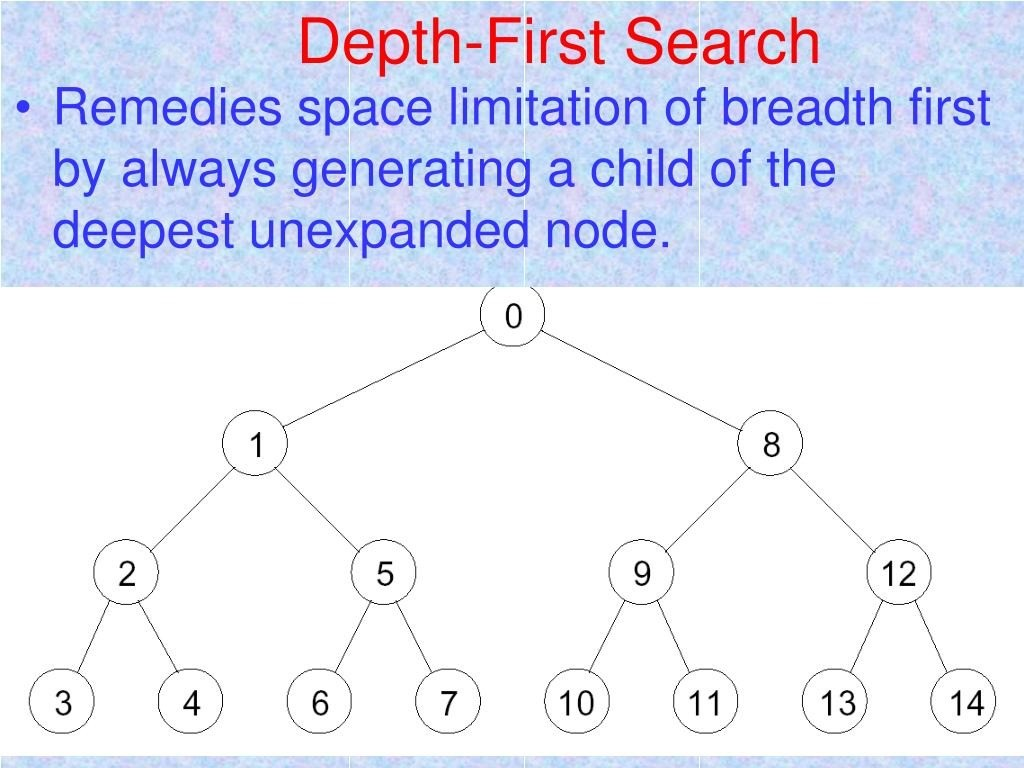 Depth-First Search
• Remedies space limitation of breadth first
by always generating a child of the
deepest unexpanded node.
0
1 8
2 5 9 12
3 4 6 7 10 11 13 14